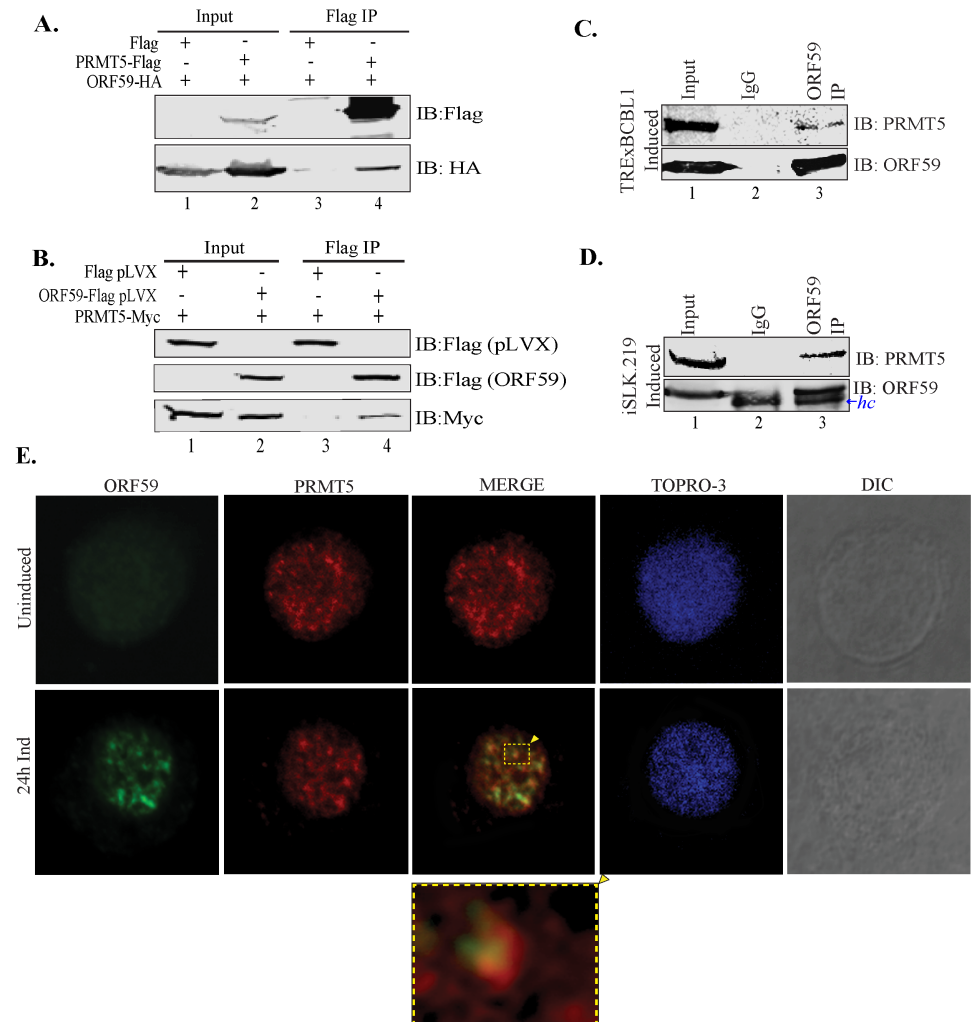 A.
Input Flag IP
Flag + - + -
PRMT5-Flag - + - +
ORF59-HA + + + +
IB:Flag
IB: HA
1 2 3 4
B.
Input Flag IP
Flag pLVX + - + -
ORF59-Flag pLVX - + - +
PRMT5-Myc + + + +
IB:Flag (pLVX)
IB:Flag (ORF59)
IB:Myc
1 2 3 4
C.
Input IgG ORF59 IP
TRExBCBL1 Induced
IB: PRMT5
IB: ORF59
1 2 3
D.
Input IgG ORF59 IP
iSLK.219 Induced
IB: PRMT5
IB: ORF59
←hc
1 2 3
E.
ORF59 PRMT5 MERGE TOPRO-3 DIC
Uninduced
24h Ind